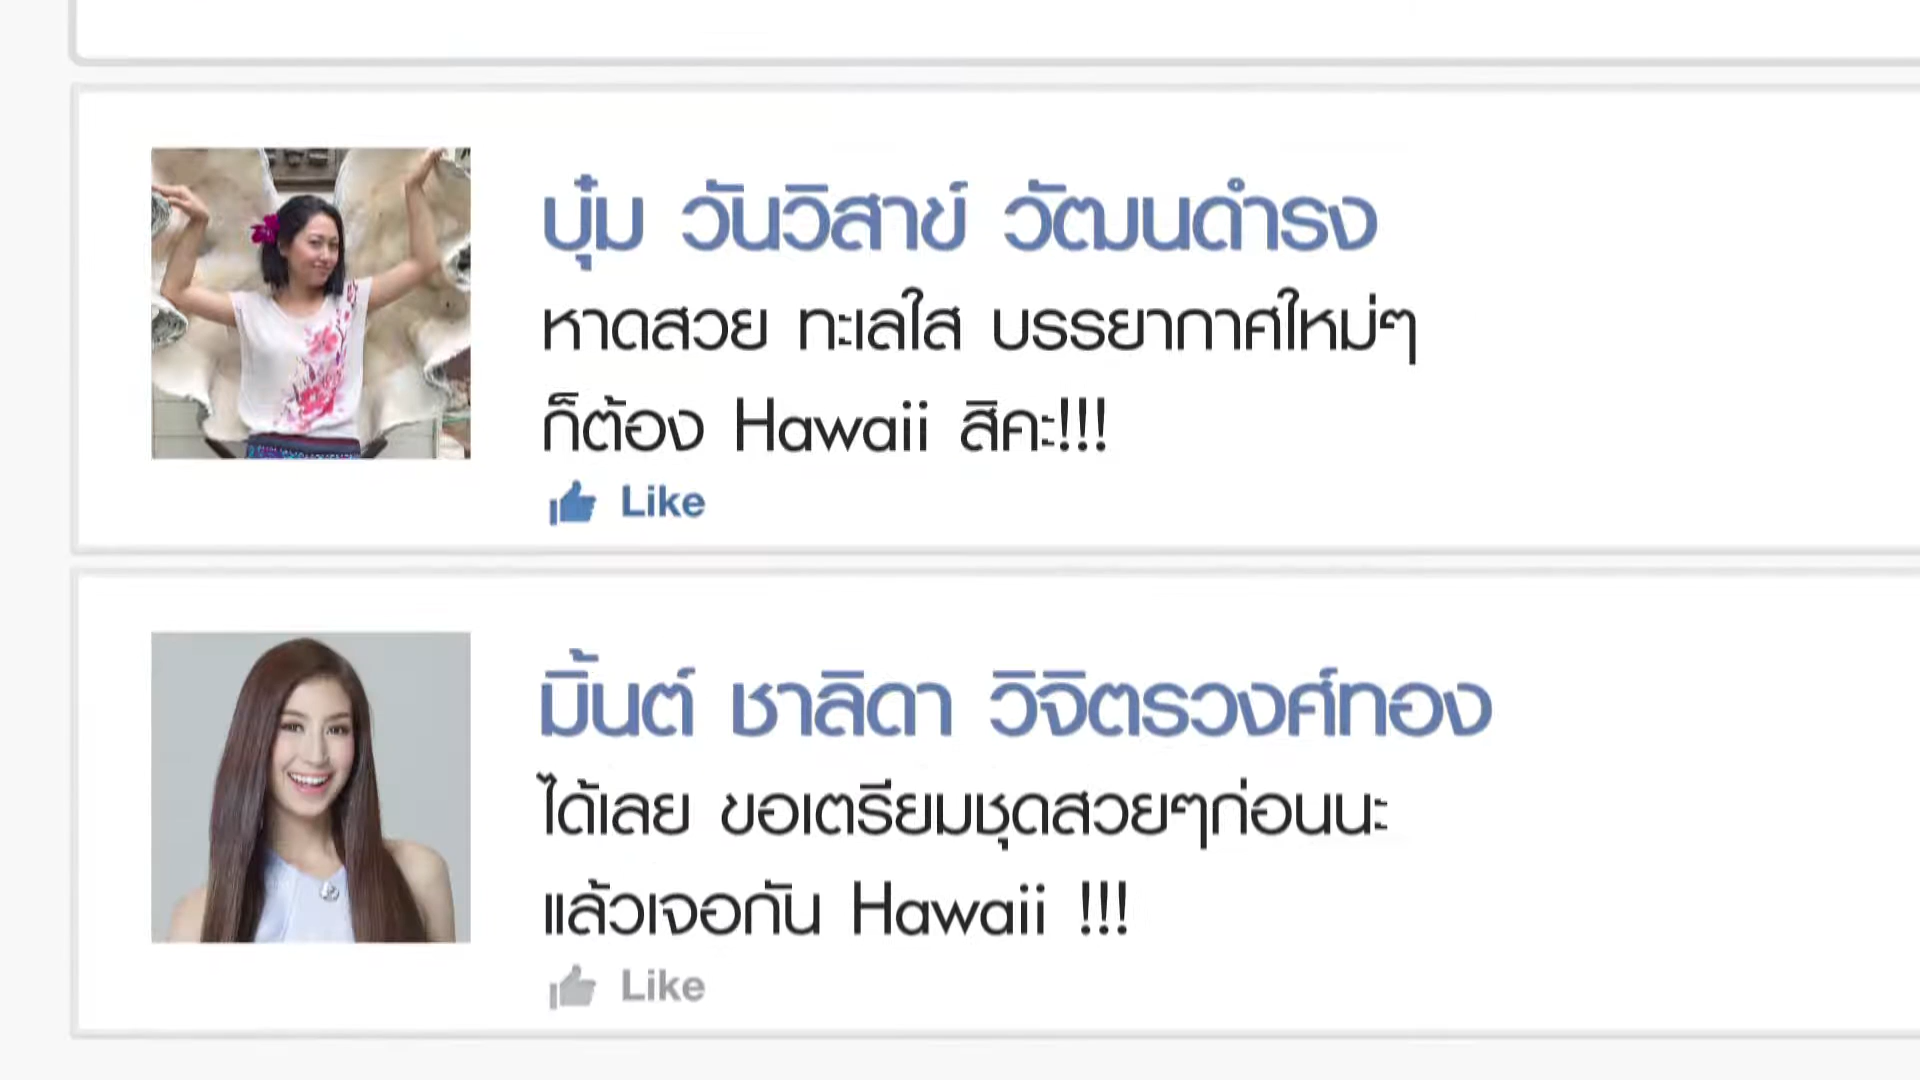 บุ๋ม วันวิสาข์ วัฒนดำรง
หาดสวย ทะเลใส บรรยากาศใหม่ๆ
ก็ต้อง Hawaii สิคะ!!!
Like
มิ้นต์ ชาลิดา วิจิตรวงศ์ทอง
ได้เลย ขอเตรียมชุดสวยๆก่อนนะ
แล้วเจอกัน Hawaii !!!
Like